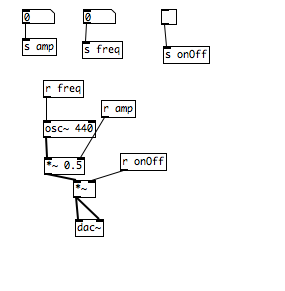 0
0
s amp
s freq
s onOff
r freq
r amp
osc~ 440
*~ 0.5
r onOff
*~
dac~